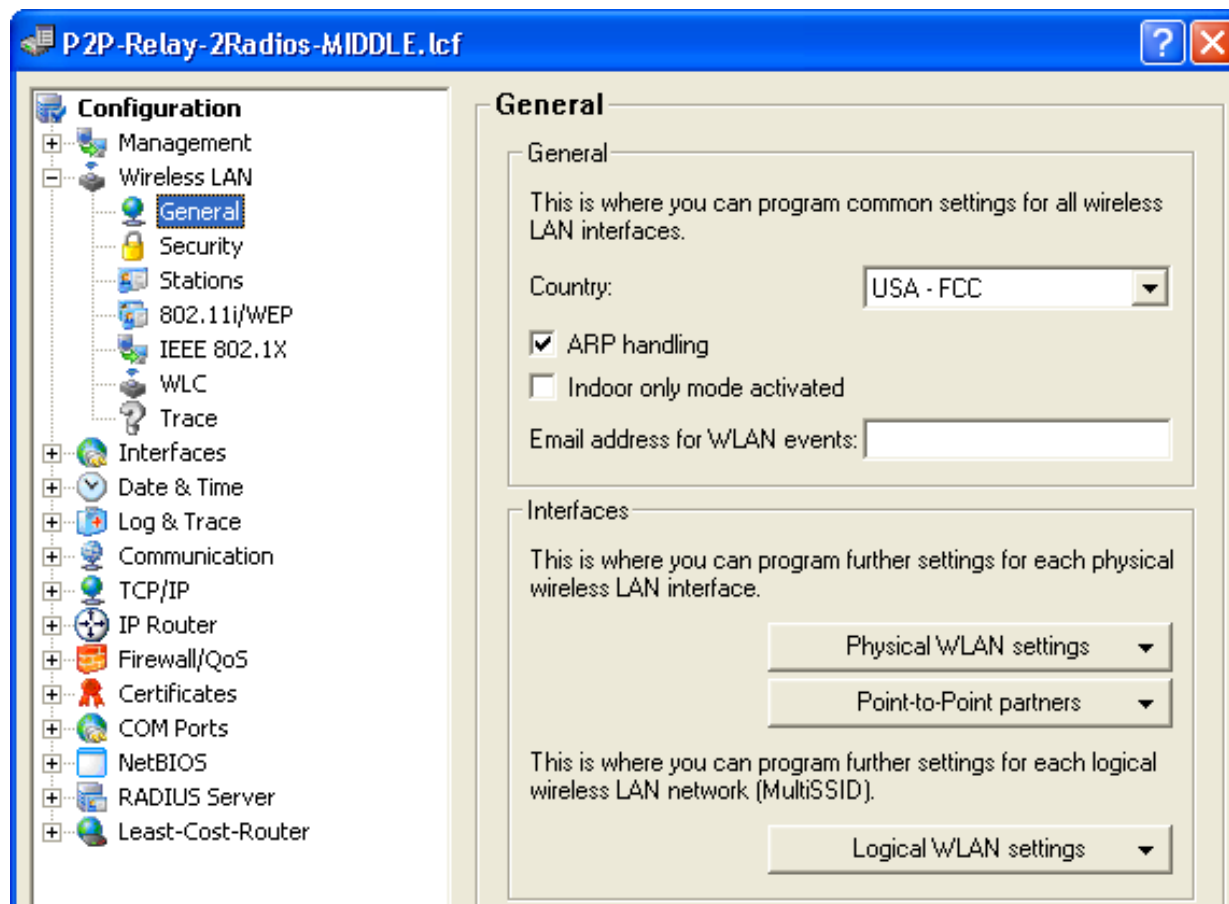 P2P-Relay-2Radios-MIDDLE.lcf
?
Configuration
Management
Wireless LAN
General
Security
Stations
802.11i/WEP
IEEE 802.1X
WLC
Trace
Interfaces
Date & Time
Log & Trace
Communication
TCP/IP
IP Router
Firewall/QoS
Certificates
COM Ports
NetBIOS
RADIUS Server
Least-Cost-Router
General
General
This is where you can program common settings for all wireless
LAN interfaces.
Country:
USA - FCC
ARP handling
Indoor only mode activated
Email address for WLAN events:
Interfaces
This is where you can program further settings for each physical
wireless LAN interface.
Physical WLAN settings
Point-to-Point partners
This is where you can program further settings for each logical
wireless LAN network (MultiSSID).
Logical WLAN settings